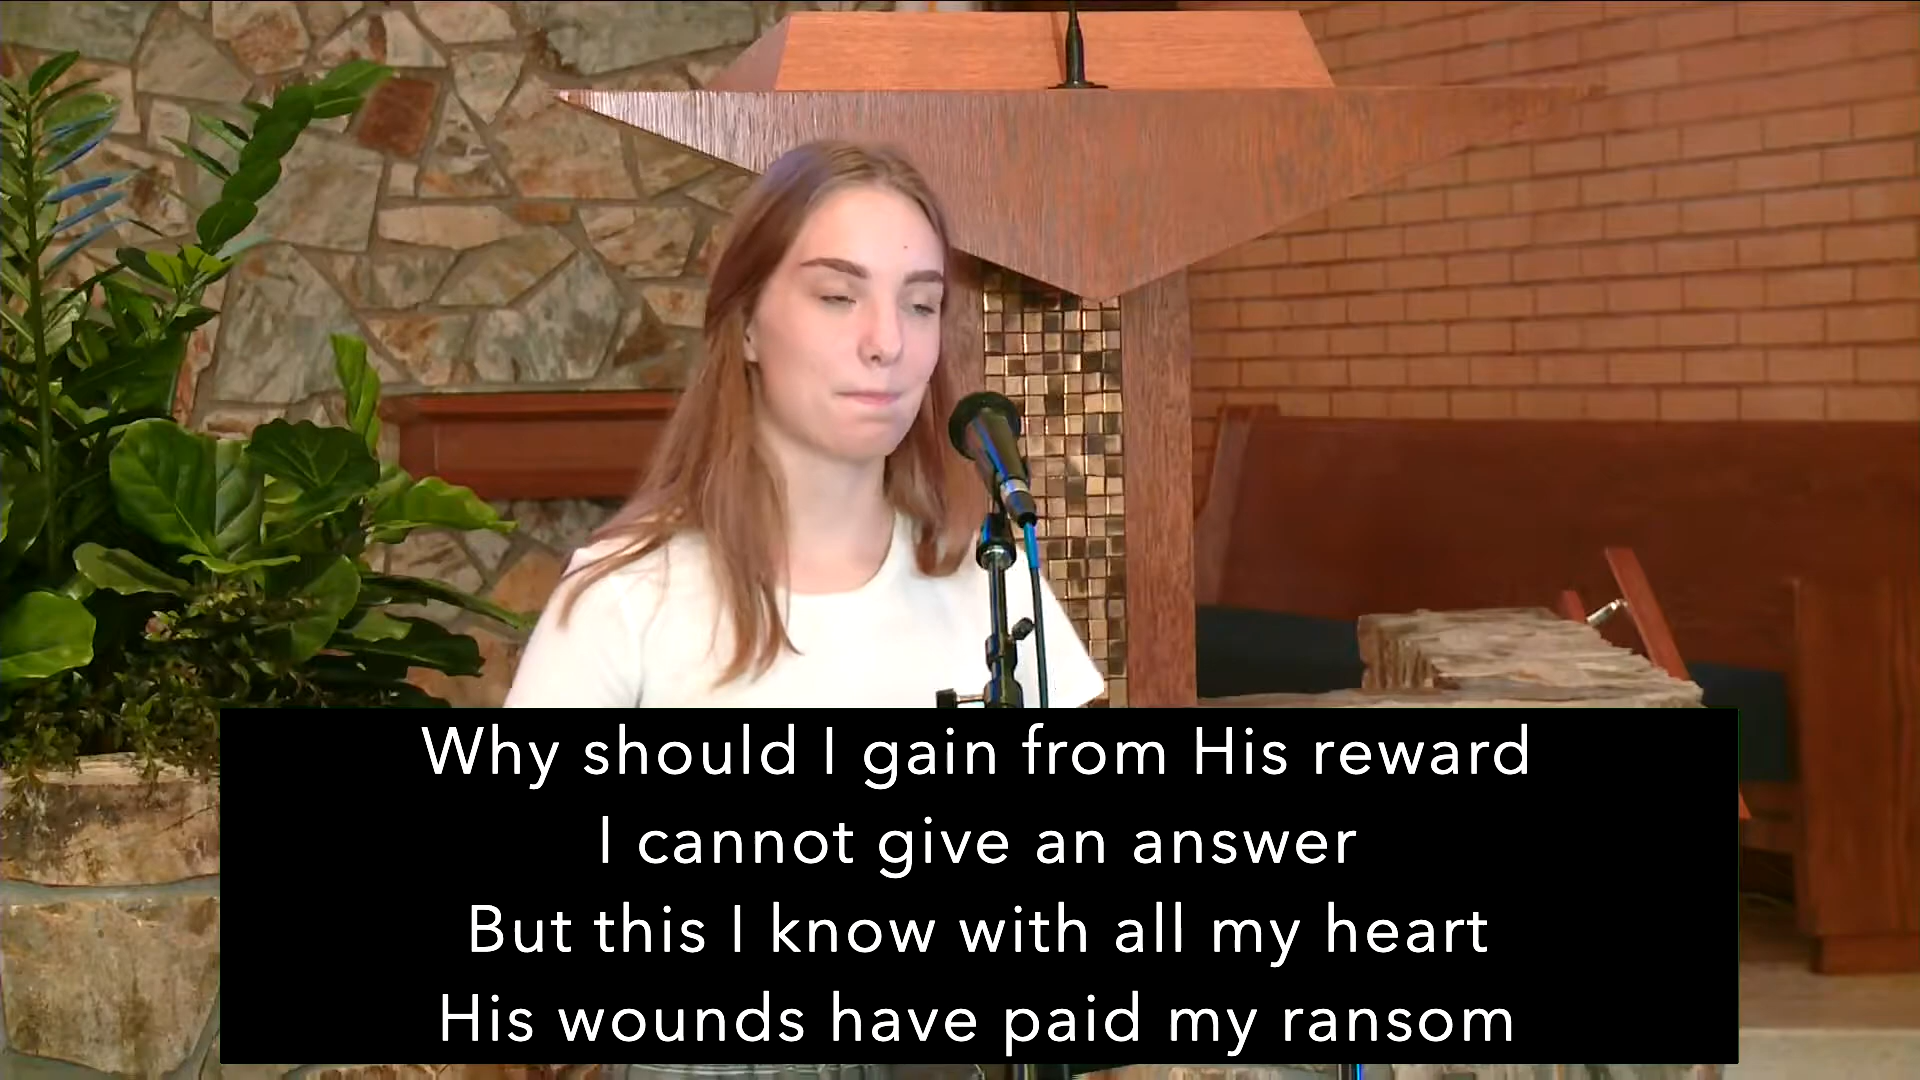 Why should I gain from His reward
I cannot give an answer
But this I know with all my heart
His wounds have paid my ransom